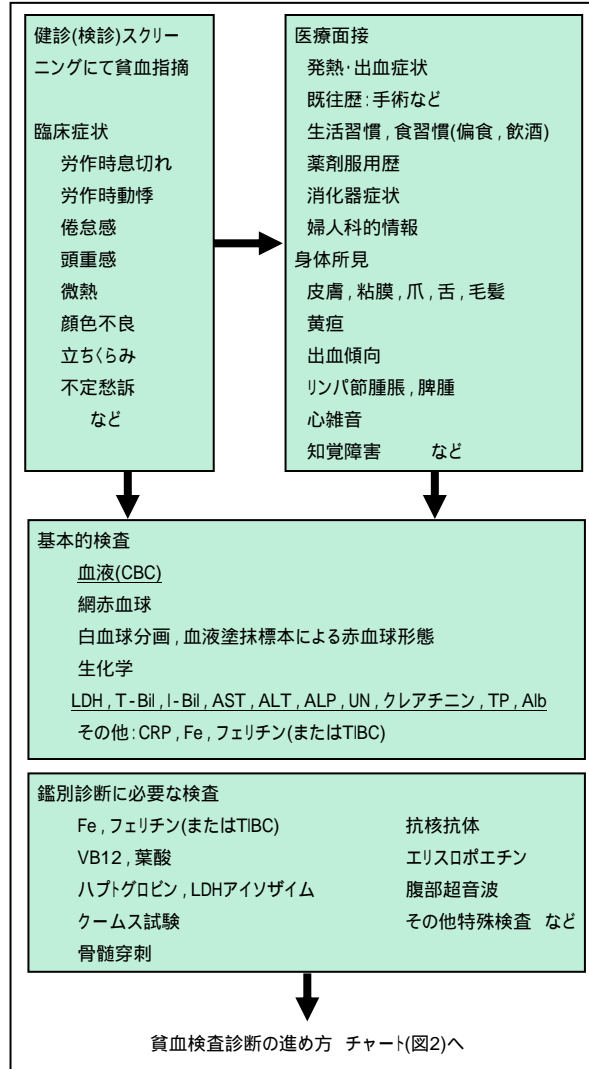 健診(検診)スクリー
ニングにて貧血指摘
臨床症状
労作時息切れ
労作時動悸
倦怠感
頭重感
微熱
顔色不良
立ちくらみ
不定愁訴
など
医療面接
発熱・出血症状
既往歴:手術など
生活習慣,食習慣(偏食,飲酒)
薬剤服用歴
消化器症状
婦人科的情報
身体所見
皮膚,粘膜,爪,舌,毛髪
黄疸
出血傾向
リンパ節腫脹,脾腫
心雑音
知覚障害 など
基本的検査
血液(CBC)
網赤血球
白血球分画,血液塗抹標本による赤血球形態
生化学
LDH,T-Bil,I-Bil,AST,ALT,ALP,UN,クレアチニン,TP,Alb
その他:CRP,Fe,フェリチン(またはTIBC)
鑑別診断に必要な検査
Fe,フェリチン(またはTIBC)
VB12,葉酸
ハプトグロビン,LDHアイソザイム
クームス試験
骨髄穿刺
抗核抗体
エリスロポエチン
腹部超音波
その他特殊検査 など
貧血検査診断の進め方 チャート(図2)へ